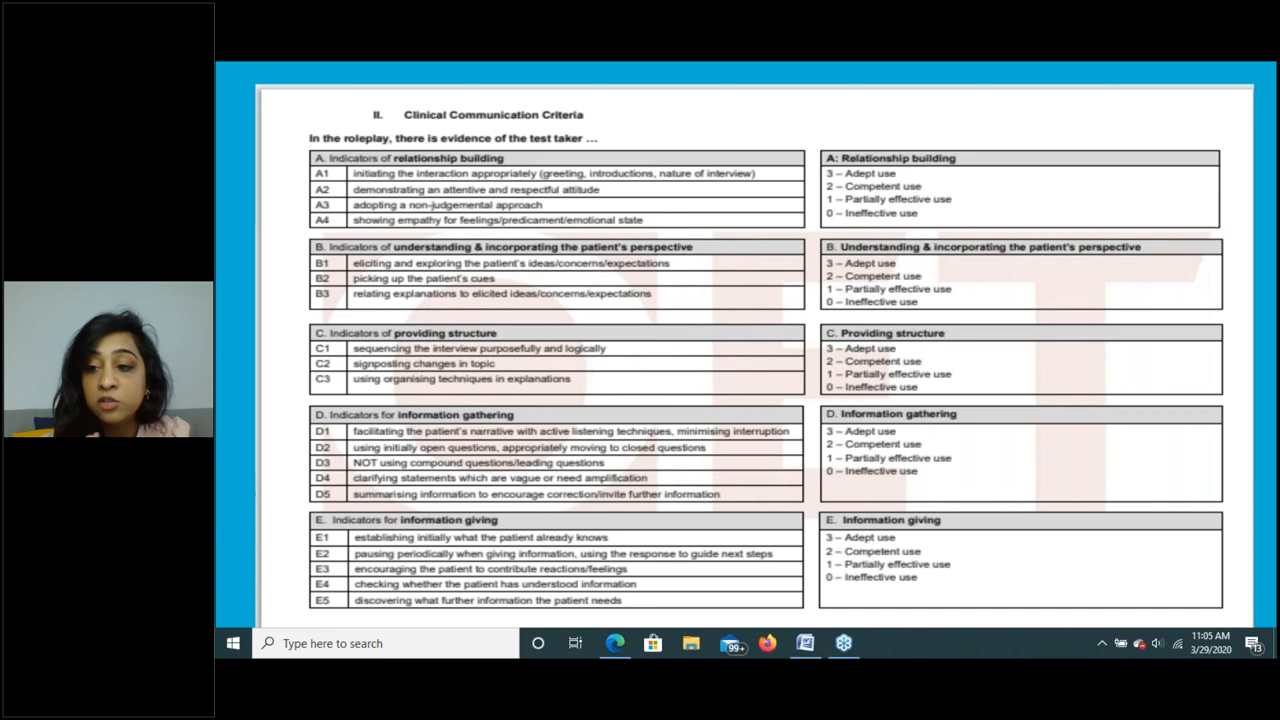 II. Clinical Communication Criteria
In the roleplay, there is evidence of the test taker ...
A. Indicators of relationship building
A1 initiating the interaction appropriately (greeting, introductions, nature of interview)
A2 demonstrating an attentive and respectful attitude
A3 adopting a non-judgemental approach
A4 showing empathy for feelings/predicament/emotional state
A: Relationship building
3 – Adept use
2 – Competent use
1 – Partially effective use
0 – Ineffective use
B. Indicators of understanding & incorporating the patient's perspective
B1 eliciting and exploring the patient's ideas/concerns/expectations
B2 picking up the patient's cues
B3 relating explanations to elicited ideas/concerns/expectations
B. Understanding & incorporating the patient's perspective
3 – Adept use
2 – Competent use
1 – Partially effective use
0 – Ineffective use
C. Indicators of providing structure
C1 sequencing the interview purposefully and logically
C2 signposting changes in topic
C3 using organising techniques in explanations
C. Providing structure
3 – Adept use
2 – Competent use
1 – Partially effective use
0 – Ineffective use
D. Indicators for information gathering
D1 facilitating the patient's narrative with active listening techniques, minimising interruption
D2 using initially open questions, appropriately moving to closed questions
D3 NOT using compound questions/leading questions
D4 clarifying statements which are vague or need amplification
D5 summarising information to encourage correction/invite further information
D. Information gathering
3 – Adept use
2 – Competent use
1 – Partially effective use
0 – Ineffective use
E. Indicators for information giving
E1 establishing initially what the patient already knows
E2 pausing periodically when giving information, using the response to guide next steps
E3 encouraging the patient to contribute reactions/feelings
E4 checking whether the patient has understood information
E5 discovering what further information the patient needs
E. Information giving
3 – Adept use
2 – Competent use
1 – Partially effective use
0 – Ineffective use
OET
Type here to search
99+
11:05 AM
3/29/2020
13